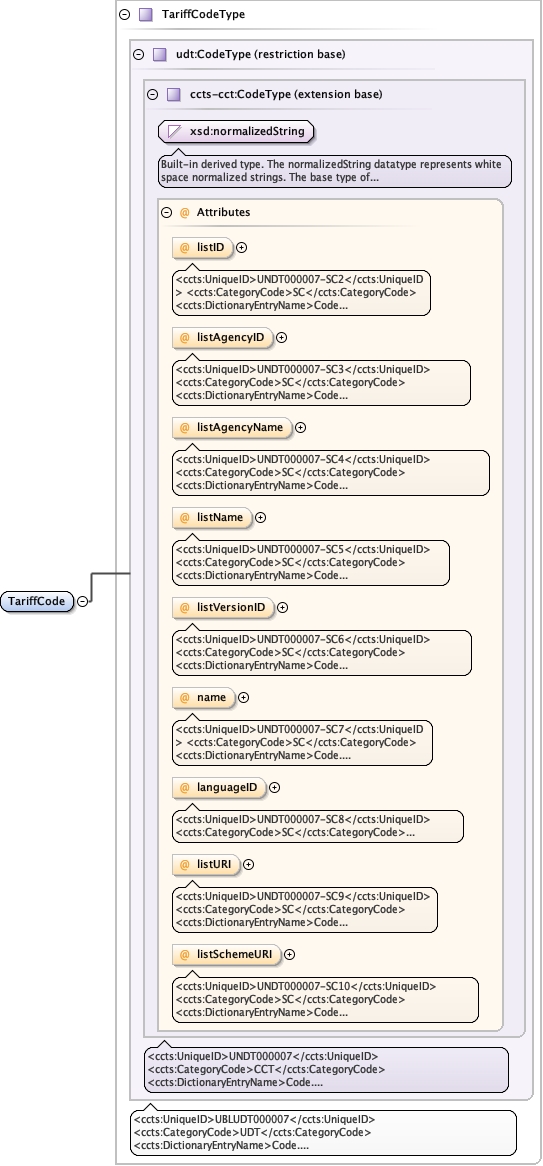 TariffCodeType
udt:CodeType (restriction base)
ccts-cct:CodeType (extension base)
xsd:normalizedString
Built-in derived type. The normalizedString datatype represents white
space normalized strings. The base type of...
@ Attributes
@ listID
<ccts:UniqueID>UNDT000007-SC2</ccts:UniqueID
> <ccts:CategoryCode>SC</ccts:CategoryCode>
<ccts:DictionaryEntryName>Code...
@ listAgencyID
<ccts:UniqueID>UNDT000007-SC3</ccts:UniqueID>
<ccts:CategoryCode>SC</ccts:CategoryCode>
<ccts:DictionaryEntryName>Code...
@ listAgencyName
<ccts:UniqueID>UNDT000007-SC4</ccts:UniqueID>
<ccts:CategoryCode>SC</ccts:CategoryCode>
<ccts:DictionaryEntryName>Code...
@ listName
<ccts:UniqueID>UNDT000007-SC5</ccts:UniqueID>
<ccts:CategoryCode>SC</ccts:CategoryCode>
<ccts:DictionaryEntryName>Code...
TariffCode
@ listVersionID
<ccts:UniqueID>UNDT000007-SC6</ccts:UniqueID>
<ccts:CategoryCode>SC</ccts:CategoryCode>
<ccts:DictionaryEntryName>Code...
@ name
<ccts:UniqueID>UNDT000007-SC7</ccts:UniqueID
> <ccts:CategoryCode>SC</ccts:CategoryCode>
<ccts:DictionaryEntryName>Code....
@ languageID
<ccts:UniqueID>UNDT000007-SC8</ccts:UniqueID>
<ccts:CategoryCode>SC</ccts:CategoryCode>...
@ listURI
<ccts:UniqueID>UNDT000007-SC9</ccts:UniqueID>
<ccts:CategoryCode>SC</ccts:CategoryCode>
<ccts:DictionaryEntryName>Code...
@ listSchemeURI
<ccts:UniqueID>UNDT000007-SC10</ccts:UniqueID>
<ccts:CategoryCode>SC</ccts:CategoryCode>
<ccts:DictionaryEntryName>Code...
<ccts:UniqueID>UNDT000007</ccts:UniqueID>
<ccts:CategoryCode>CCT</ccts:CategoryCode>
<ccts:DictionaryEntryName>Code....
<ccts:UniqueID>UBLUDT000007</ccts:UniqueID>
<ccts:CategoryCode>UDT</ccts:CategoryCode>
<ccts:DictionaryEntryName>Code....